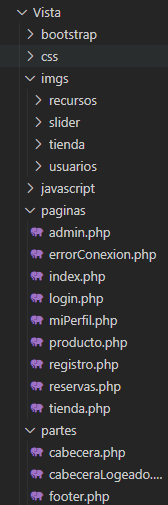 Vista
bootstrap
css
imgs
recursos
slider
tienda
usuarios
javascript
paginas
admin.php
errorConexion.php
index.php
login.php
miPerfil.php
producto.php
registro.php
reservas.php
tienda.php
partes
cabecera.php
cabeceraLogeado....
footer.php